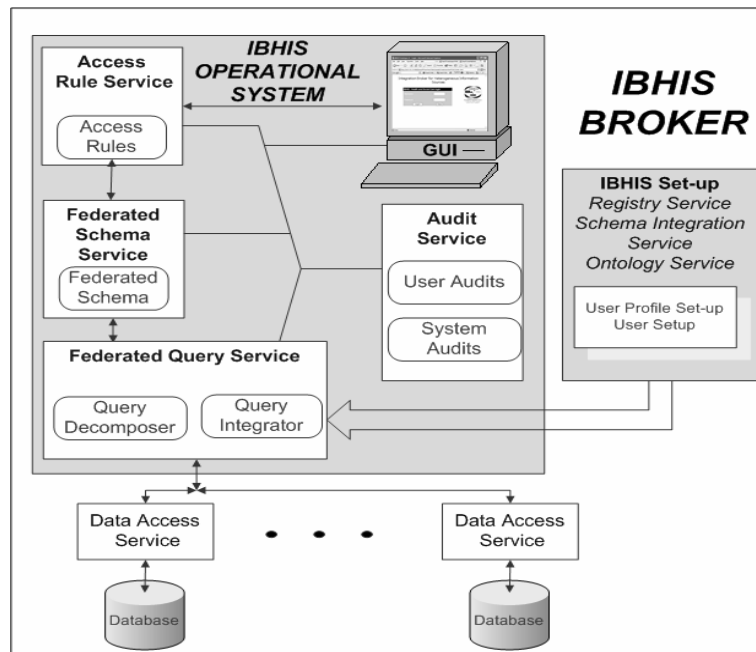 Access
Rule Service
Access
Rules
IBHIS
OPERATIONAL
SYSTEM
GUI
IBHIS
BROKER
Federated
Schema
Service
Federated
Schema
Audit
Service
User Audits
System
Audits
IBHIS Set-up
Registry Service
Schema Integration
Service
Ontology Service
User Profile Set-up
User Setup
Federated Query Service
Query
Decomposer
Query
Integrator
Data Access
Service
Data Access
Service
Database
Database